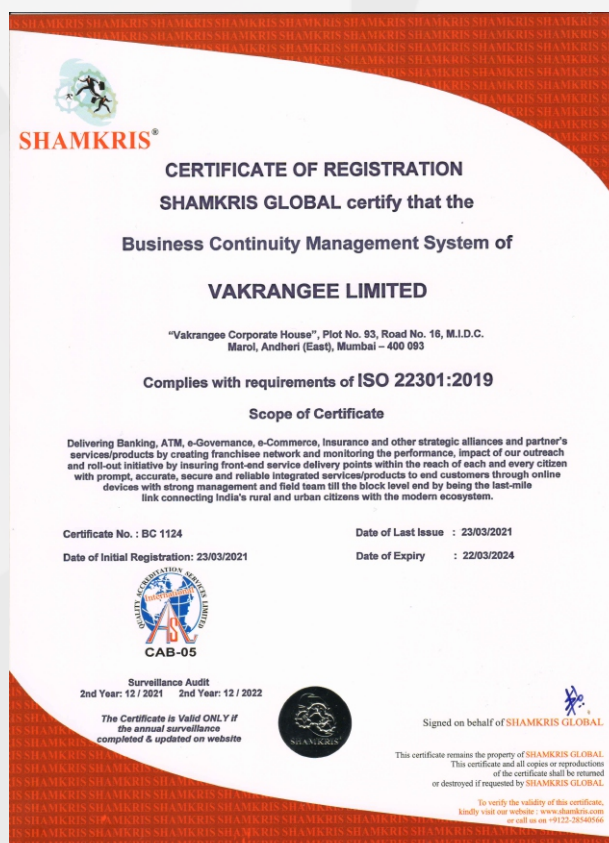 SHAMKRIS®
CERTIFICATE OF REGISTRATION
SHAMKRIS GLOBAL certify that the
Business Continuity Management System of
VAKRANGEE LIMITED
"Vakrangee Corporate House", Plot No. 93, Road No. 16, M.I.D.C.
Marol, Andheri (East), Mumbai – 400 093
Complies with requirements of ISO 22301:2019
Scope of Certificate
Delivering Banking, ATM, e-Governance, e-Commerce, Insurance and other strategic alliances and partner's
services/products by creating franchisee network and monitoring the performance, impact of our outreach
and roll-out initiative by insuring front-end service delivery points within the reach of each and every citizen
with prompt, accurate, secure and reliable integrated services/products to end customers through online
devices with strong management and field team till the block level end by being the last-mile
link connecting India's rural and urban citizens with the modern ecosystem.
Certificate No. : BC 1124
Date of Last Issue : 23/03/2021
Date of Initial Registration: 23/03/2021
Date of Expiry : 22/03/2024
QUALITY ACCREDITATION SERVICES LIMITED
International
CAB-05
Surveillance Audit
2nd Year: 12 / 2021 2nd Year: 12 / 2022
The Certificate is Valid ONLY if
the annual surveillance
completed & updated on website
SHAMKRIS
Signed on behalf of SHAMKRIS GLOBAL
This certificate remains the property of SHAMKRIS GLOBAL
This certificate and all copies or reproductions
of the certificate shall be returned
or destroyed if requested by SHAMKRIS GLOBAL
To verify the validity of this certificate,
kindly visit our website : www.shamkris.com
or call us on +9122-28540566